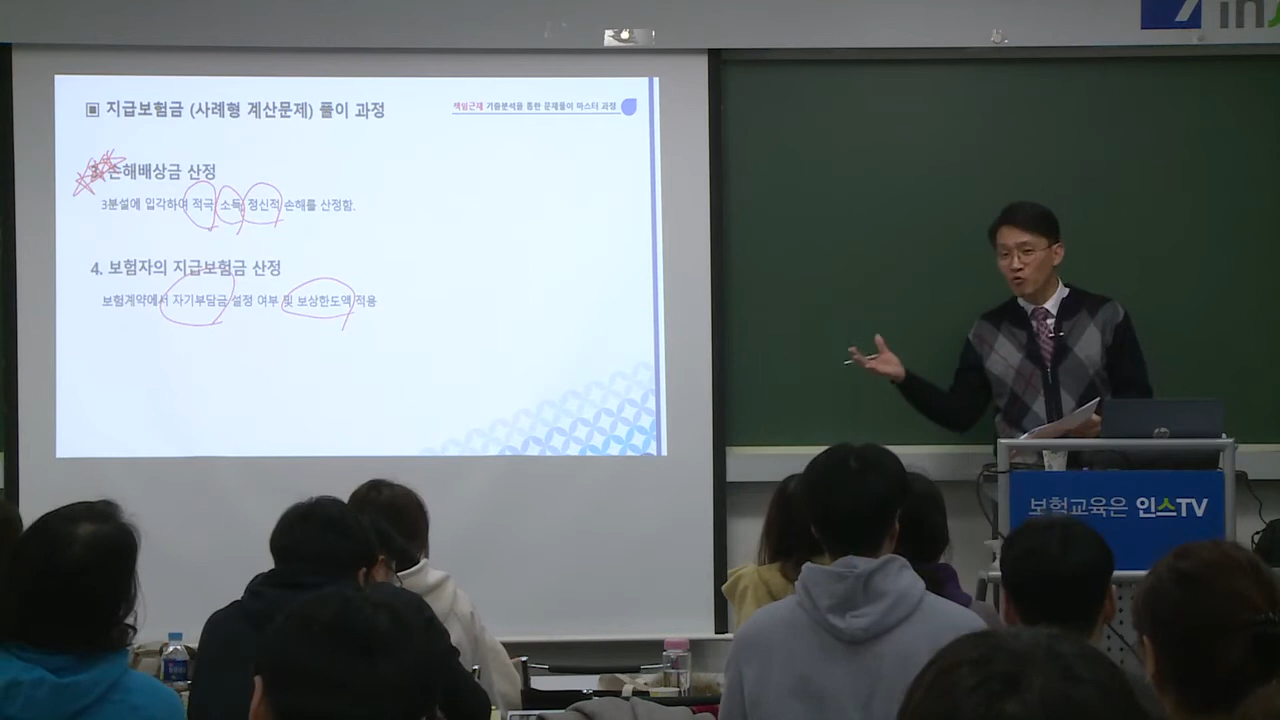 ▣ 지급보험금 (사례형 계산문제) 풀이 과정
책임근재 기출분석을 통한 문제풀이 마스터 과정
3. 손해배상금 산정
3분설에 입각하여 적극 소득 정신적 손해를 산정함.
4. 보험자의 지급보험금 산정
보험계약에서 자기부담금 설정 여부 및 보상한도액 적용
보험교육은 인스TV